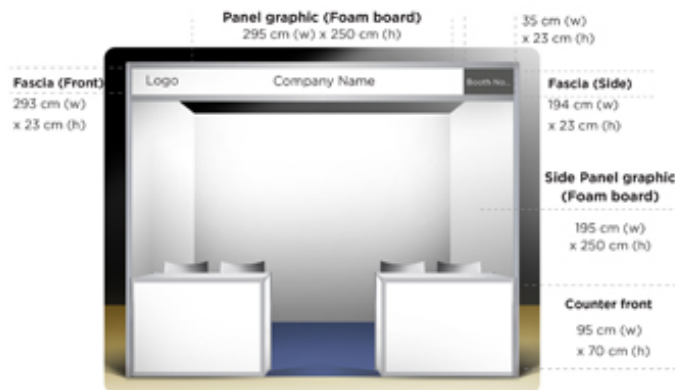 Panel graphic (Foam board)
295 cm (w) x 250 cm (h)
35 cm (w)
x 23 cm (h)
Fascia (Front)
293 cm (w)
x 23 cm (h)
Logo
Company Name
Booth No...
Fascia (Side)
194 cm (w)
x 23 cm (h)
Side Panel graphic
(Foam board)
195 cm (w)
x 250 cm (h)
Counter front
95 cm (w)
x 70 cm (h)